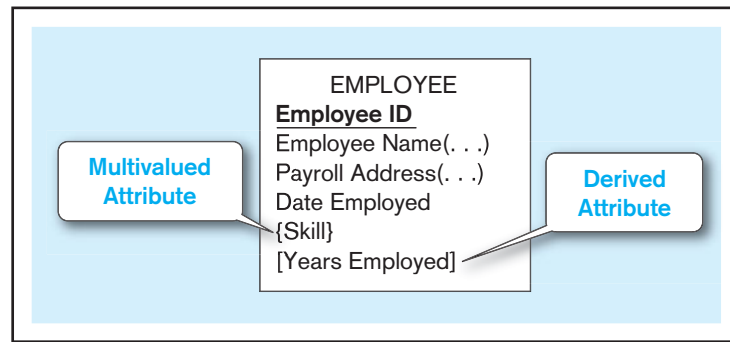 EMPLOYEE
Employee ID
Employee Name(. . .)
Payroll Address(. . .)
Date Employed
{Skill}
[Years Employed]
Multivalued
Attribute
Derived
Attribute